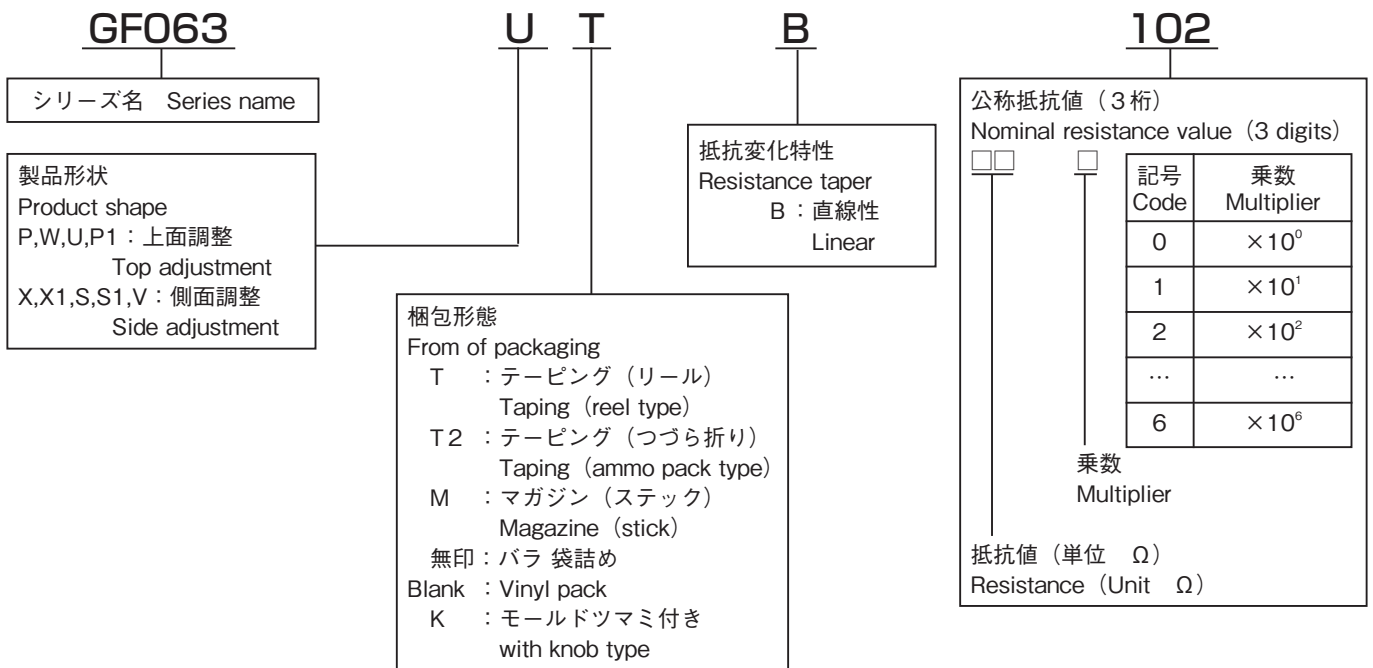 GF063 U T B 102
シリーズ名 Series name
製品形状
Product shape
P,W,U,P1：上面調整
Top adjustment
X,X1,S,S1,V：側面調整
Side adjustment
梱包形態
From of packaging
T ：テーピング（リール）
Taping（reel type）
T2 ：テーピング（つづら折り）
Taping（ammo pack type）
M ：マガジン（ステック）
Magazine（stick）
無印：バラ 袋詰め
Blank ：Vinyl pack
K ：モールドツマミ付き
with knob type
抵抗変化特性
Resistance taper
B：直線性
Linear
公称抵抗値（3桁）
Nominal resistance value（3 digits）
□□ □
記号 乗数
Code Multiplier
0 ×10⁰
1 ×10¹
2 ×10²
… …
6 ×10⁶
乗数
Multiplier
抵抗値（単位 Ω）
Resistance（Unit Ω）